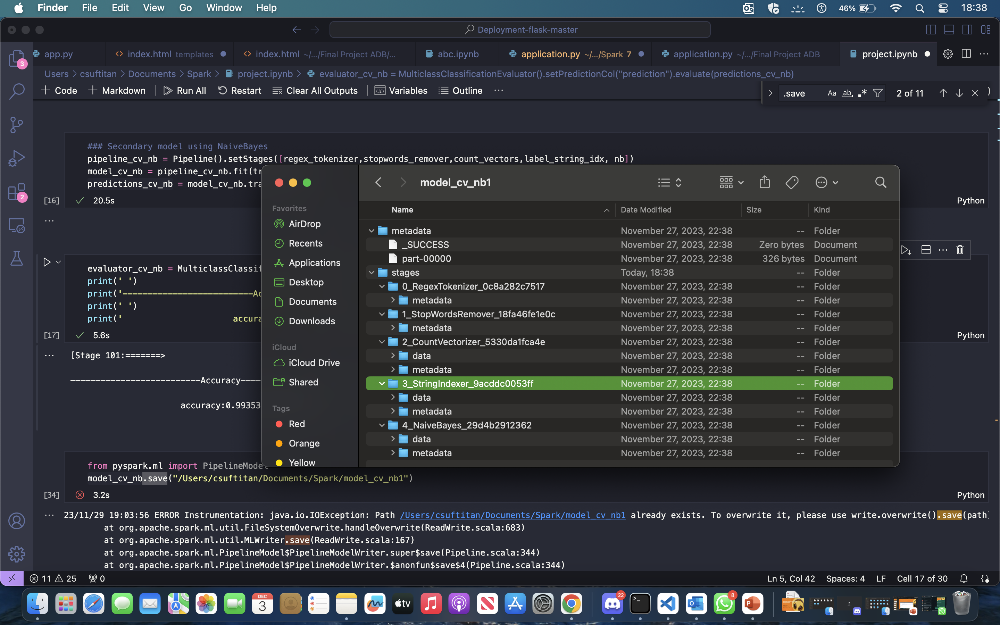 Finder File Edit View Go Window Help 46% 18:38
Deployment-flask-master
app.py index.html templates index.html ~/.../Final Project ADB/... abc.ipynb application.py ~/.../Spark 7 application.py ~/.../Final Project ADB project.ipynb
Users > csuftitan > Documents > Spark > project.ipynb > evaluator_cv_nb = MulticlassClassificationEvaluator().setPredictionCol("prediction").evaluate(predictions_cv_nb)
+ Code + Markdown Run All Restart Clear All Outputs Variables Outline ...
.save Aa ab .* 2 of 11 )
3
2
### Secondary model using NaiveBayes
pipeline_cv_nb = Pipeline().setStages([regex_tokenizer,stopwords_remover,count_vectors,label_string_idx, nb])
model_cv_nb = pipeline_cv_nb.fit(tr
predictions_cv_nb = model_cv_nb.tra
[16] 20.5s Python
...
evaluator_cv_nb = MulticlassClassif
print(' ')
print('--------------------------Ac
print(' ')
print(' accura
[17] 5.6s Python
... [Stage 101:=======>
--------------------------Accuracy----
accuracy:0.99353
from pyspark.ml import PipelineModel
model_cv_nb.save("/Users/csuftitan/Documents/Spark/model_cv_nb1")
[34] 3.2s Python
... 23/11/29 19:03:56 ERROR Instrumentation: java.io.IOException: Path /Users/csuftitan/Documents/Spark/model_cv_nb1 already exists. To overwrite it, please use write.overwrite().save(path)
at org.apache.spark.ml.util.FileSystemOverwrite.handleOverwrite(ReadWrite.scala:683)
at org.apache.spark.ml.util.MLWriter.save(ReadWrite.scala:167)
at org.apache.spark.ml.PipelineModel$PipelineModelWriter.super$save(Pipeline.scala:344)
at org.apache.spark.ml.PipelineModel$PipelineModelWriter.$anonfun$save$4(Pipeline.scala:344)
model_cv_nb1
Favorites
AirDrop
Recents
Applications
Desktop
Documents
Downloads
iCloud
iCloud Drive
Shared
Tags
Red
Orange
Yellow
Name Date Modified Size Kind
metadata November 27, 2023, 22:38 -- Folder
_SUCCESS November 27, 2023, 22:38 Zero bytes Document
part-00000 November 27, 2023, 22:38 326 bytes Document
stages Today, 18:38 -- Folder
0_RegexTokenizer_0c8a282c7517 November 27, 2023, 22:38 -- Folder
metadata November 27, 2023, 22:38 -- Folder
1_StopWordsRemover_18fa46fe1e0c November 27, 2023, 22:38 -- Folder
metadata November 27, 2023, 22:38 -- Folder
2_CountVectorizer_5330da1fca4e November 27, 2023, 22:38 -- Folder
data November 27, 2023, 22:38 -- Folder
metadata November 27, 2023, 22:38 -- Folder
3_StringIndexer_9acddc0053ff November 27, 2023, 22:38 -- Folder
data November 27, 2023, 22:38 -- Folder
metadata November 27, 2023, 22:38 -- Folder
4_NaiveBayes_29d4b2912362 November 27, 2023, 22:38 -- Folder
data November 27, 2023, 22:38 -- Folder
metadata November 27, 2023, 22:38 -- Folder
11 25 0 Ln 5, Col 42 Spaces: 4 LF Cell 17 of 30
DEC 3 tv 22 8